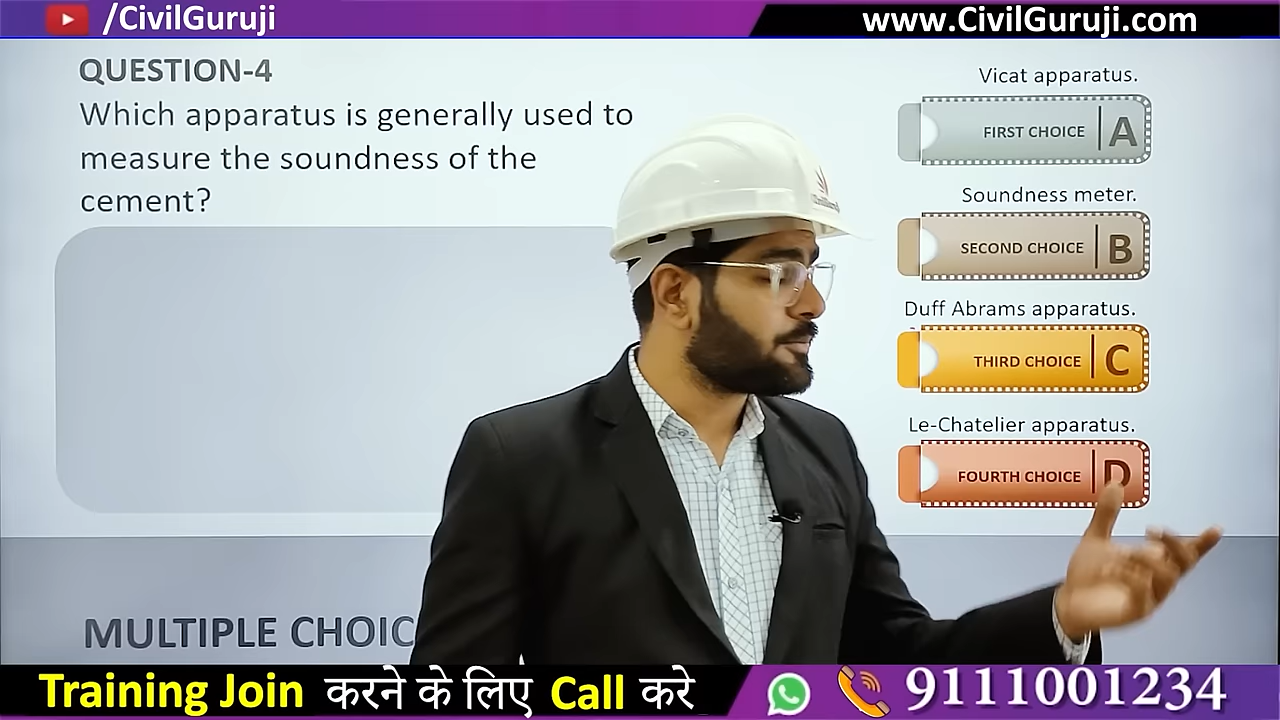 /CivilGuruji
www.CivilGuruji.com
QUESTION-4
Which apparatus is generally used to
measure the soundness of the
cement?
Vicat apparatus.
FIRST CHOICE A
Soundness meter.
SECOND CHOICE B
Duff Abrams apparatus.
THIRD CHOICE C
Le-Chatelier apparatus.
FOURTH CHOICE D
MULTIPLE CHOIC
Training Join करने के लिए Call करे
9111001234